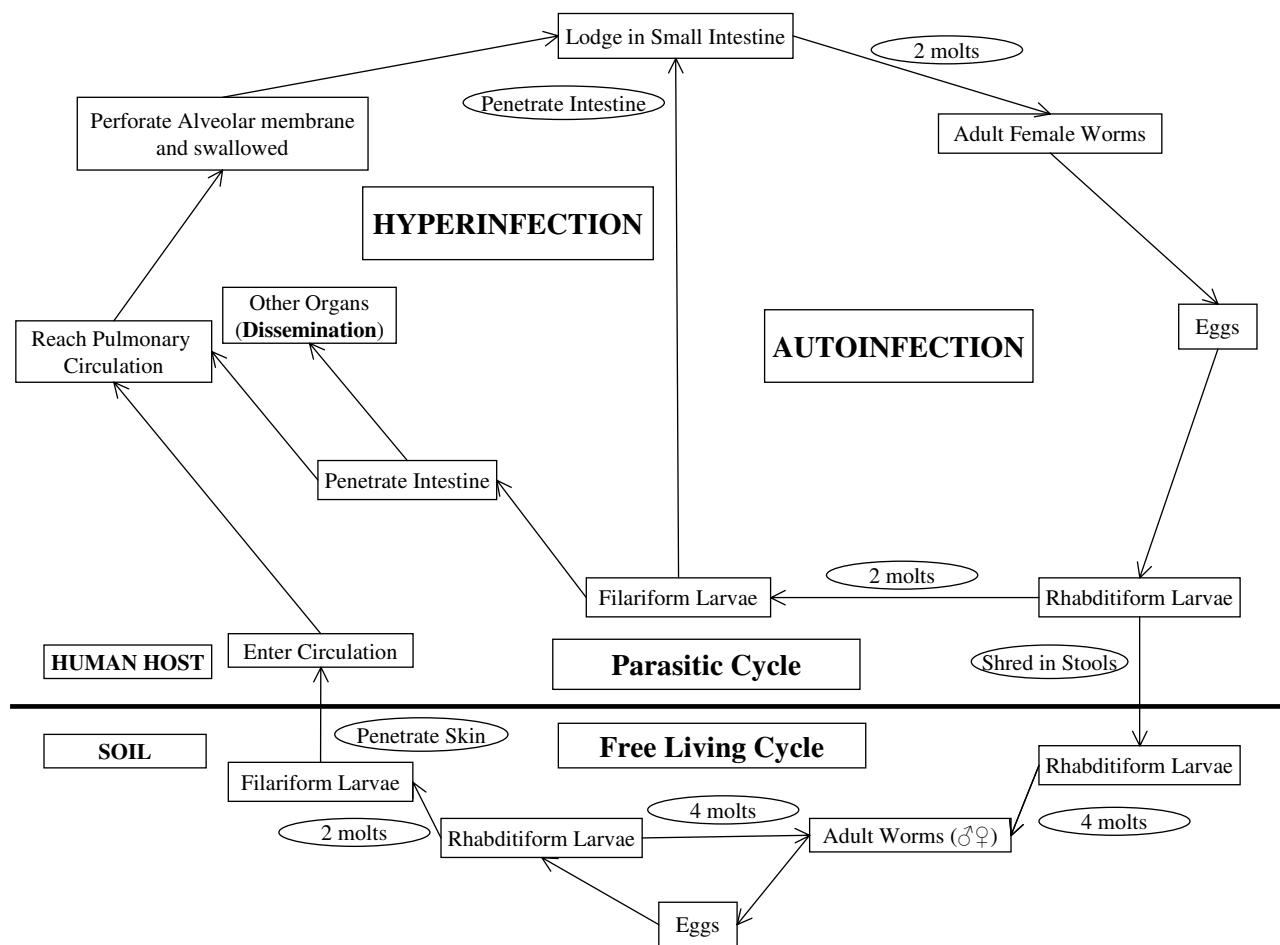 Lodge in Small Intestine
2 molts
Penetrate Intestine
Perforate Alveolar membrane
and swallowed
Adult Female Worms
HYPERINFECTION
Other Organs
(Dissemination)
Eggs
Reach Pulmonary
Circulation
AUTOINFECTION
Penetrate Intestine
2 molts
Filariform Larvae
Rhabditiform Larvae
Enter Circulation
HUMAN HOST
Parasitic Cycle
Shred in Stools
Penetrate Skin
Free Living Cycle
SOIL
Rhabditiform Larvae
Filariform Larvae
4 molts
2 molts
4 molts
Rhabditiform Larvae
Adult Worms (♂♀)
Eggs